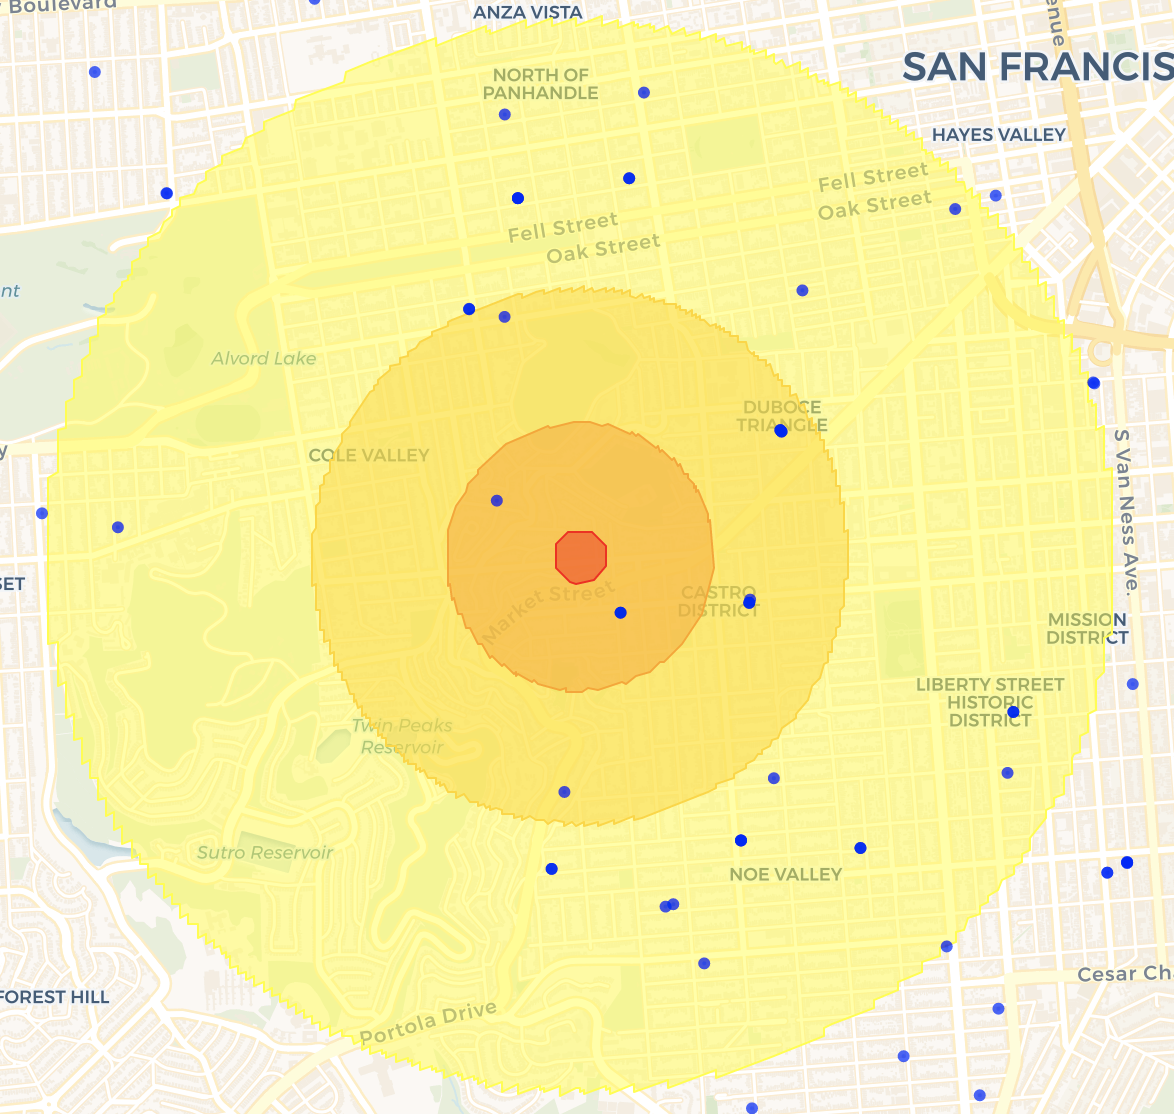 Boulevard
ANZA VISTA
enue
SAN FRANCIS
NORTH OF
PANHANDLE
HAYES VALLEY
Fell Street
Oak Street
Fell Street
Oak Street
nt
Alvord Lake
DUBOCE
TRIANGLE
COLE VALLEY
y
S Van Ness Ave.
SET
CASTRO
DISTRICT
Market Street
MISSION
DISTRICT
LIBERTY STREET
HISTORIC
DISTRICT
Twin Peaks
Reservoir
Sutro Reservoir
NOE VALLEY
Cesar Ch
FOREST HILL
Portola Drive